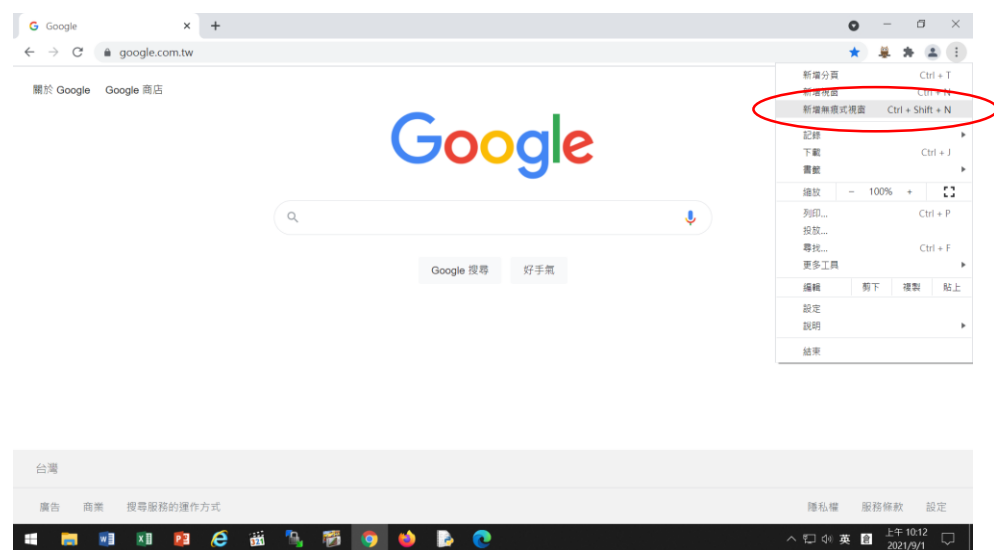 Google
google.com.tw
關於 Google Google 商店
Google
Google 搜尋 好手氣
新增分頁 Ctrl + T
新增視窗 Ctrl + N
新增無痕式視窗 Ctrl + Shift + N
記錄
下載 Ctrl + J
書籤
縮放 − 100% +
列印... Ctrl + P
投放...
尋找... Ctrl + F
更多工具
編輯 剪下 複製 貼上
設定
說明
結束
台灣
廣告 商業 搜尋服務的運作方式 隱私權 服務條款 設定
英 倉 上午 10:12
2021/9/1